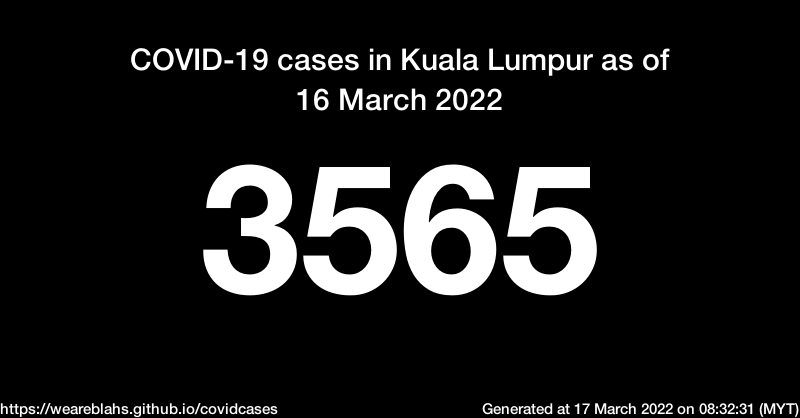 COVID-19 cases in Kuala Lumpur as of
16 March 2022
3565
https://weareblahs.github.io/covidcases
Generated at 17 March 2022 on 08:32:31 (MYT)